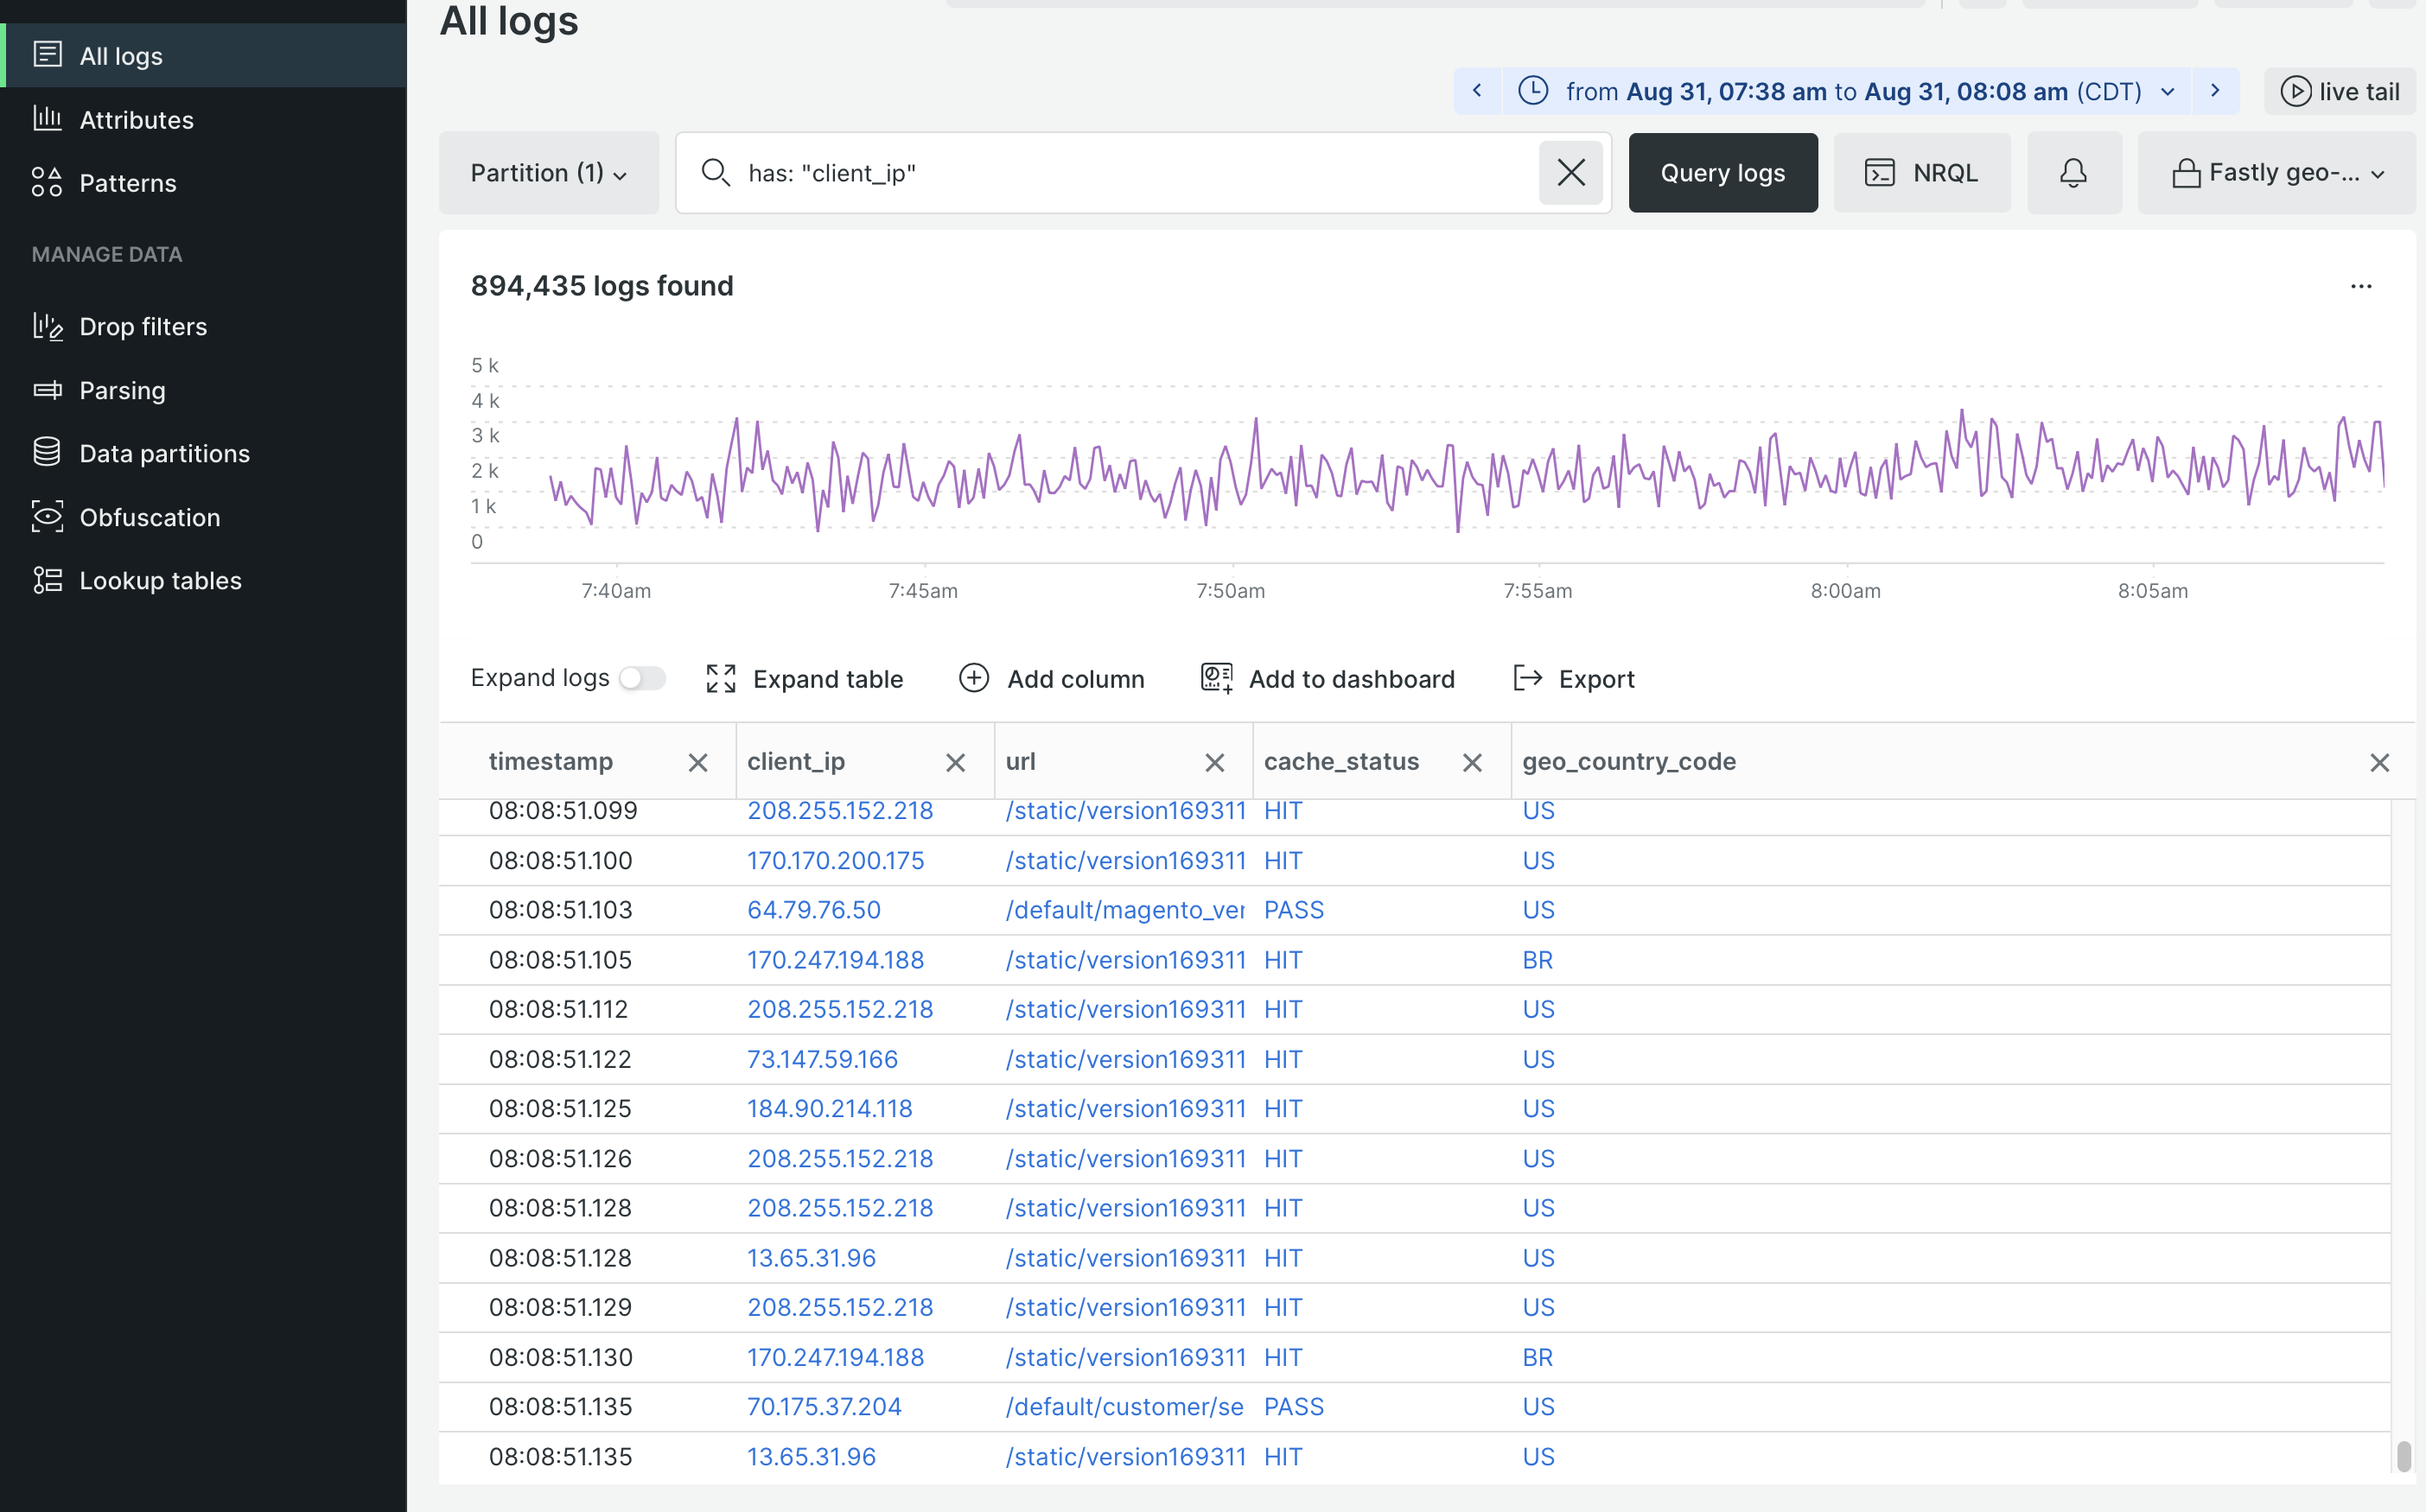 All logs
Attributes
Patterns
MANAGE DATA
Drop filters
Parsing
Data partitions
Obfuscation
Lookup tables
All logs
from Aug 31, 07:38 am to Aug 31, 08:08 am (CDT)
live tail
Partition (1)
has: "client_ip"
Query logs
NRQL
Fastly geo-...
894,435 logs found
5 k
4 k
3 k
2 k
1 k
0
7:40am 7:45am 7:50am 7:55am 8:00am 8:05am
Expand logs Expand table Add column Add to dashboard Export
timestamp client_ip url cache_status geo_country_code
08:08:51.099 208.255.152.218 /static/version169311 HIT US
08:08:51.100 170.170.200.175 /static/version169311 HIT US
08:08:51.103 64.79.76.50 /default/magento_ver PASS US
08:08:51.105 170.247.194.188 /static/version169311 HIT BR
08:08:51.112 208.255.152.218 /static/version169311 HIT US
08:08:51.122 73.147.59.166 /static/version169311 HIT US
08:08:51.125 184.90.214.118 /static/version169311 HIT US
08:08:51.126 208.255.152.218 /static/version169311 HIT US
08:08:51.128 208.255.152.218 /static/version169311 HIT US
08:08:51.128 13.65.31.96 /static/version169311 HIT US
08:08:51.129 208.255.152.218 /static/version169311 HIT US
08:08:51.130 170.247.194.188 /static/version169311 HIT BR
08:08:51.135 70.175.37.204 /default/customer/se PASS US
08:08:51.135 13.65.31.96 /static/version169311 HIT US